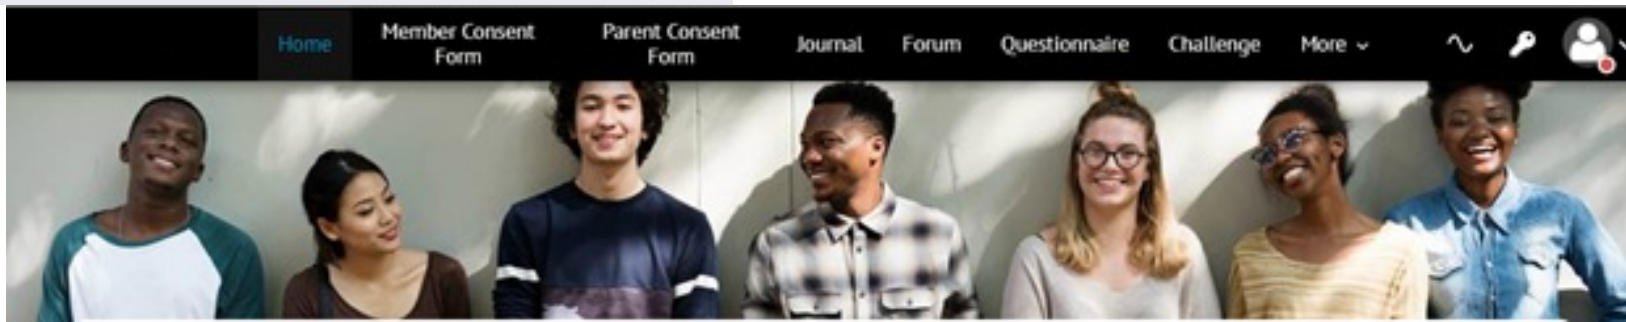 Home
Member Consent
Form
Parent Consent
Form
Journal
Forum
Questionnaire
Challenge
More